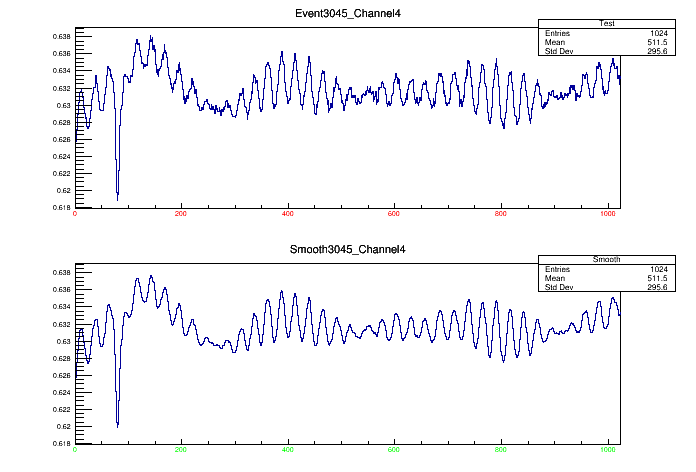 Event3045_Channel4
Test
Entries 1024
Mean 511.5
Std Dev 295.6
0.638
0.636
0.634
0.632
0.63
0.628
0.626
0.624
0.622
0.62
0.618
0 200 400 600 800 1000
Smooth3045_Channel4
Smooth
Entries 1024
Mean 511.5
Std Dev 295.6
0.638
0.636
0.634
0.632
0.63
0.628
0.626
0.624
0.622
0.62
0.618
0 200 400 600 800 1000